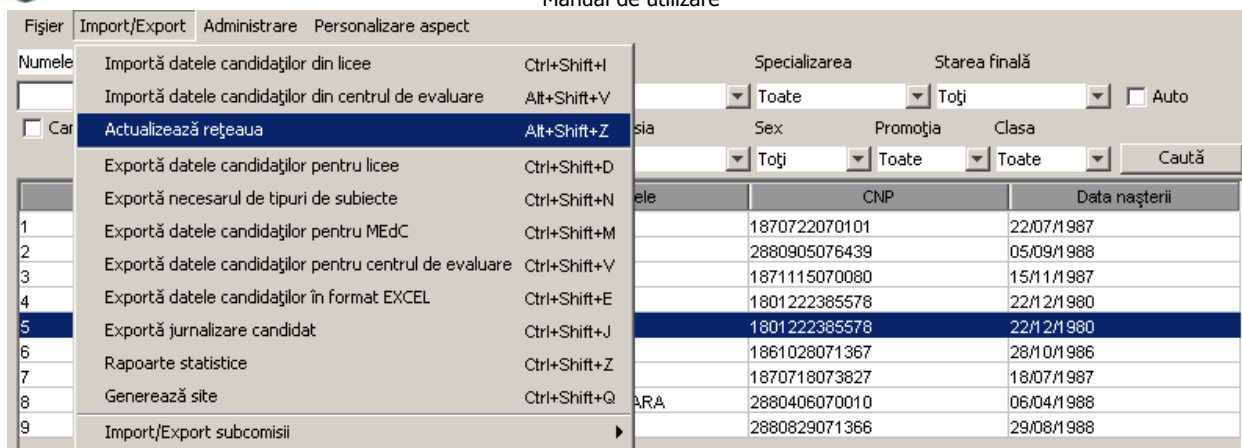 Manual de utilizare
Fişier Import/Export Administrare Personalizare aspect
Numele Specializarea Starea finală
Importă datele candidaţilor din licee Ctrl+Shift+I
Importă datele candidaţilor din centrul de evaluare Alt+Shift+V Toate Toţi Auto
Actualizează reţeaua Alt+Shift+Z Sex Promoţia Clasa
Exportă datele candidaţilor pentru licee Ctrl+Shift+D Toţi Toate Toate Caută
Exportă necesarul de tipuri de subiecte Ctrl+Shift+N CNP Data naşterii
1 Exportă datele candidaţilor pentru MEdC Ctrl+Shift+M 1870722070101 22/07/1987
2 2880905076439 05/09/1988
Exportă datele candidaţilor pentru centrul de evaluare Ctrl+Shift+V
3 1871115070080 15/11/1987
4 Exportă datele candidaţilor în format EXCEL Ctrl+Shift+E 1801222385578 22/12/1980
5 Exportă jurnalizare candidat Ctrl+Shift+J 1801222385578 22/12/1980
6 Rapoarte statistice Ctrl+Shift+Z 1861028071367 28/10/1986
7 1870718073827 18/07/1987
8 Generează site Ctrl+Shift+Q ARA 2880406070010 06/04/1988
9 Import/Export subcomisii 2880829071366 29/08/1988